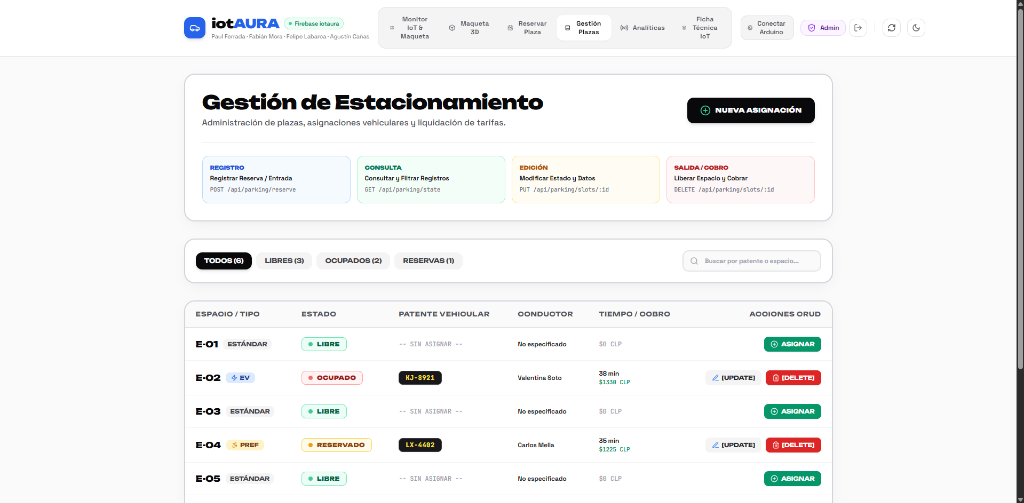 iotAURA
Firebase iotaura
Paul Forrada · Fabián Mora · Felipe Labarca · Agustín Cañas
Monitor IoT & Maqueta
Maqueta 3D
Reservar Plaza
Gestión Plazas
Analíticas
Ficha Técnica IoT
Conectar Arduino
Admin
Gestión de Estacionamiento
Administración de plazas, asignaciones vehiculares y liquidación de tarifas.
NUEVA ASIGNACIÓN
REGISTRO
Registrar Reserva / Entrada
POST /api/parking/reserve
CONSULTA
Consultar y Filtrar Registros
GET /api/parking/state
EDICIÓN
Modificar Estado y Datos
PUT /api/parking/slots/:id
SALIDA / COBRO
Liberar Espacio y Cobrar
DELETE /api/parking/slots/:id
TODOS (6)
LIBRES (3)
OCUPADOS (2)
RESERVAS (1)
Buscar por patente o espacio...
ESPACIO / TIPO ESTADO PATENTE VEHICULAR CONDUCTOR TIEMPO / COBRO ACCIONES CRUD
E-01 ESTÁNDAR LIBRE -- SIN ASIGNAR -- No especificado $0 CLP ASIGNAR
E-02 EV OCUPADO KJ-8921 Valentina Soto 38 min
$1330 CLP
[UPDATE] [DELETE]
E-03 ESTÁNDAR LIBRE -- SIN ASIGNAR -- No especificado $0 CLP ASIGNAR
E-04 PREF RESERVADO LX-4402 Carlos Mella 35 min
$1225 CLP
[UPDATE] [DELETE]
E-05 ESTÁNDAR LIBRE -- SIN ASIGNAR -- No especificado $0 CLP ASIGNAR